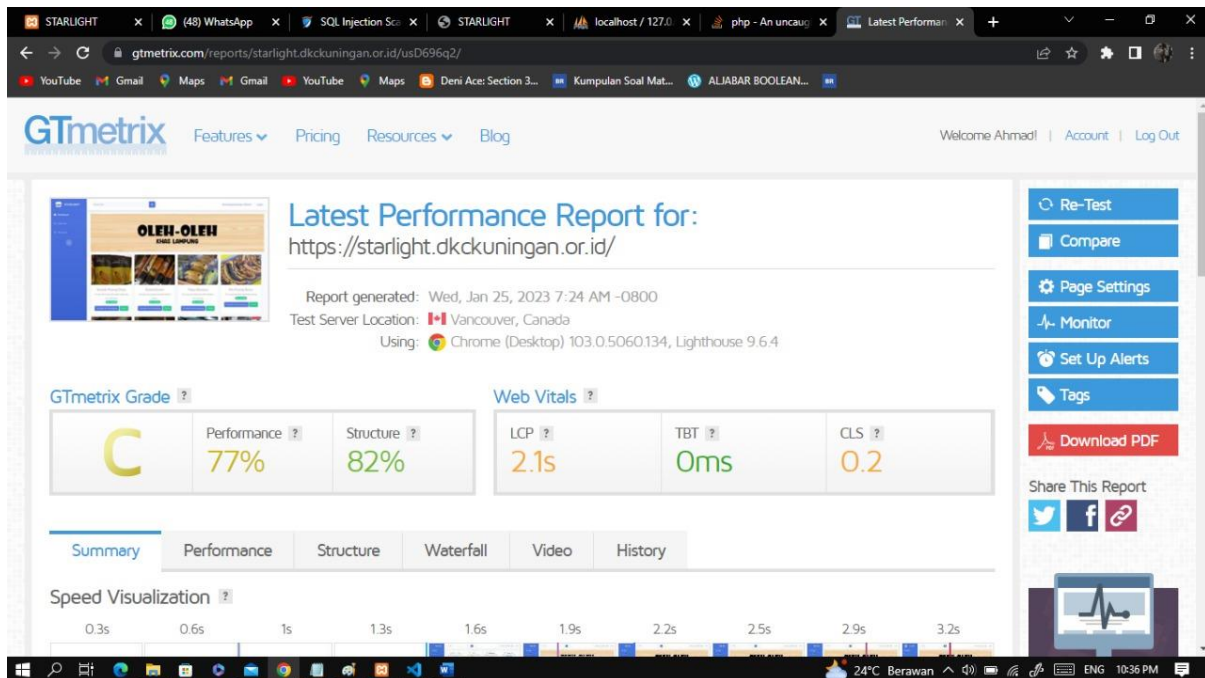 STARLIGHT (48) WhatsApp SQL Injection Sca STARLIGHT localhost / 127.0. php - An uncaug Latest Performan
gtmetrix.com/reports/starlight.dkckuningan.or.id/usD696q2/
YouTube Gmail Maps Gmail YouTube Maps Deni Ace: Section 3... Kumpulan Soal Mat... ALJABAR BOOLEAN...
GTmetrix Features Pricing Resources Blog Welcome Ahmad! | Account | Log Out
OLEH-OLEH
KHAS LAMPUNG
Latest Performance Report for:
https://starlight.dkckuningan.or.id/
Report generated: Wed, Jan 25, 2023 7:24 AM -0800
Test Server Location: Vancouver, Canada
Using: Chrome (Desktop) 103.0.5060.134, Lighthouse 9.6.4
Re-Test
Compare
Page Settings
Monitor
Set Up Alerts
Tags
Download PDF
Share This Report
GTmetrix Grade ? Web Vitals ?
C
Performance ? Structure ? LCP ? TBT ? CLS ?
77% 82% 2.1s 0ms 0.2
Summary Performance Structure Waterfall Video History
Speed Visualization ?
0.3s 0.6s 1s 1.3s 1.6s 1.9s 2.2s 2.5s 2.9s 3.2s
24°C Berawan ENG 10:36 PM